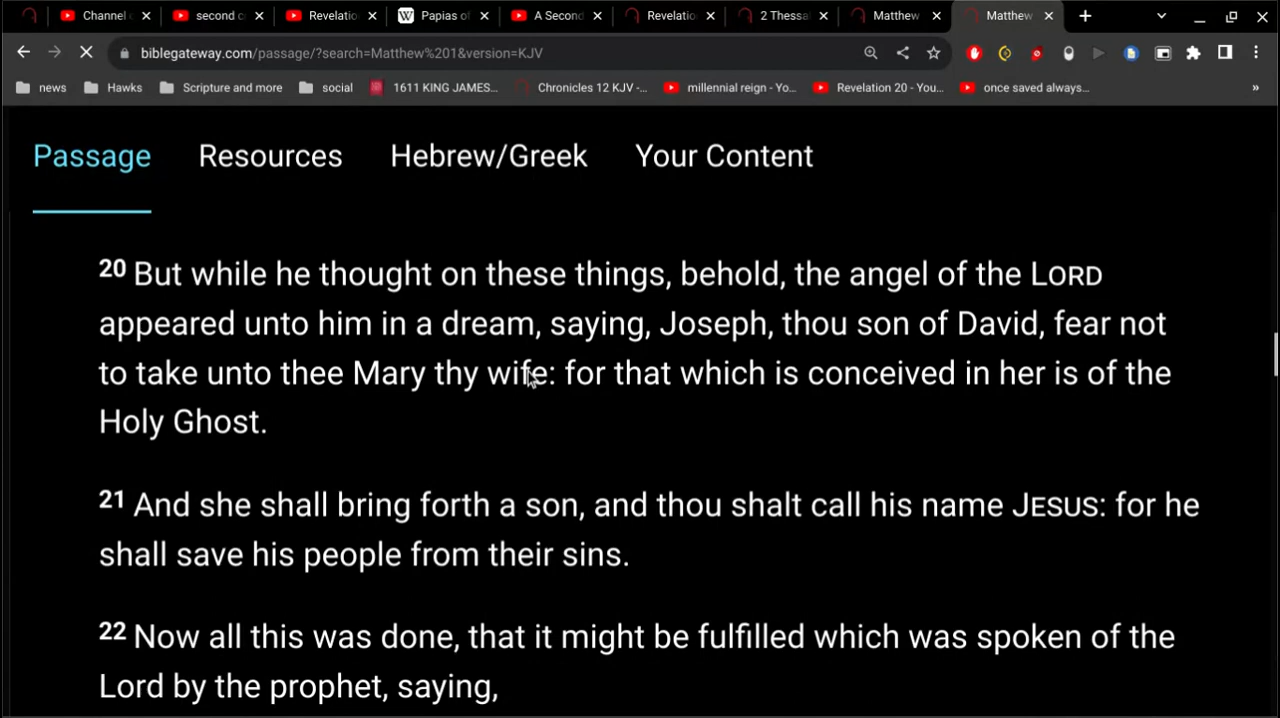 Channel
second c
Revelatio
Papias o
A Second
Revelatio
2 Thessa
Matthew
Matthew
biblegateway.com/passage/?search=Matthew%201&version=KJV
news
Hawks
Scripture and more
social
1611 KING JAMES...
Chronicles 12 KJV -...
millennial reign - Yo...
Revelation 20 - You...
once saved always...
»
Passage
Resources
Hebrew/Greek
Your Content
20 But while he thought on these things, behold, the angel of the LORD
appeared unto him in a dream, saying, Joseph, thou son of David, fear not
to take unto thee Mary thy wife: for that which is conceived in her is of the
Holy Ghost.
21 And she shall bring forth a son, and thou shalt call his name JESUS: for he
shall save his people from their sins.
22 Now all this was done, that it might be fulfilled which was spoken of the
Lord by the prophet, saying,